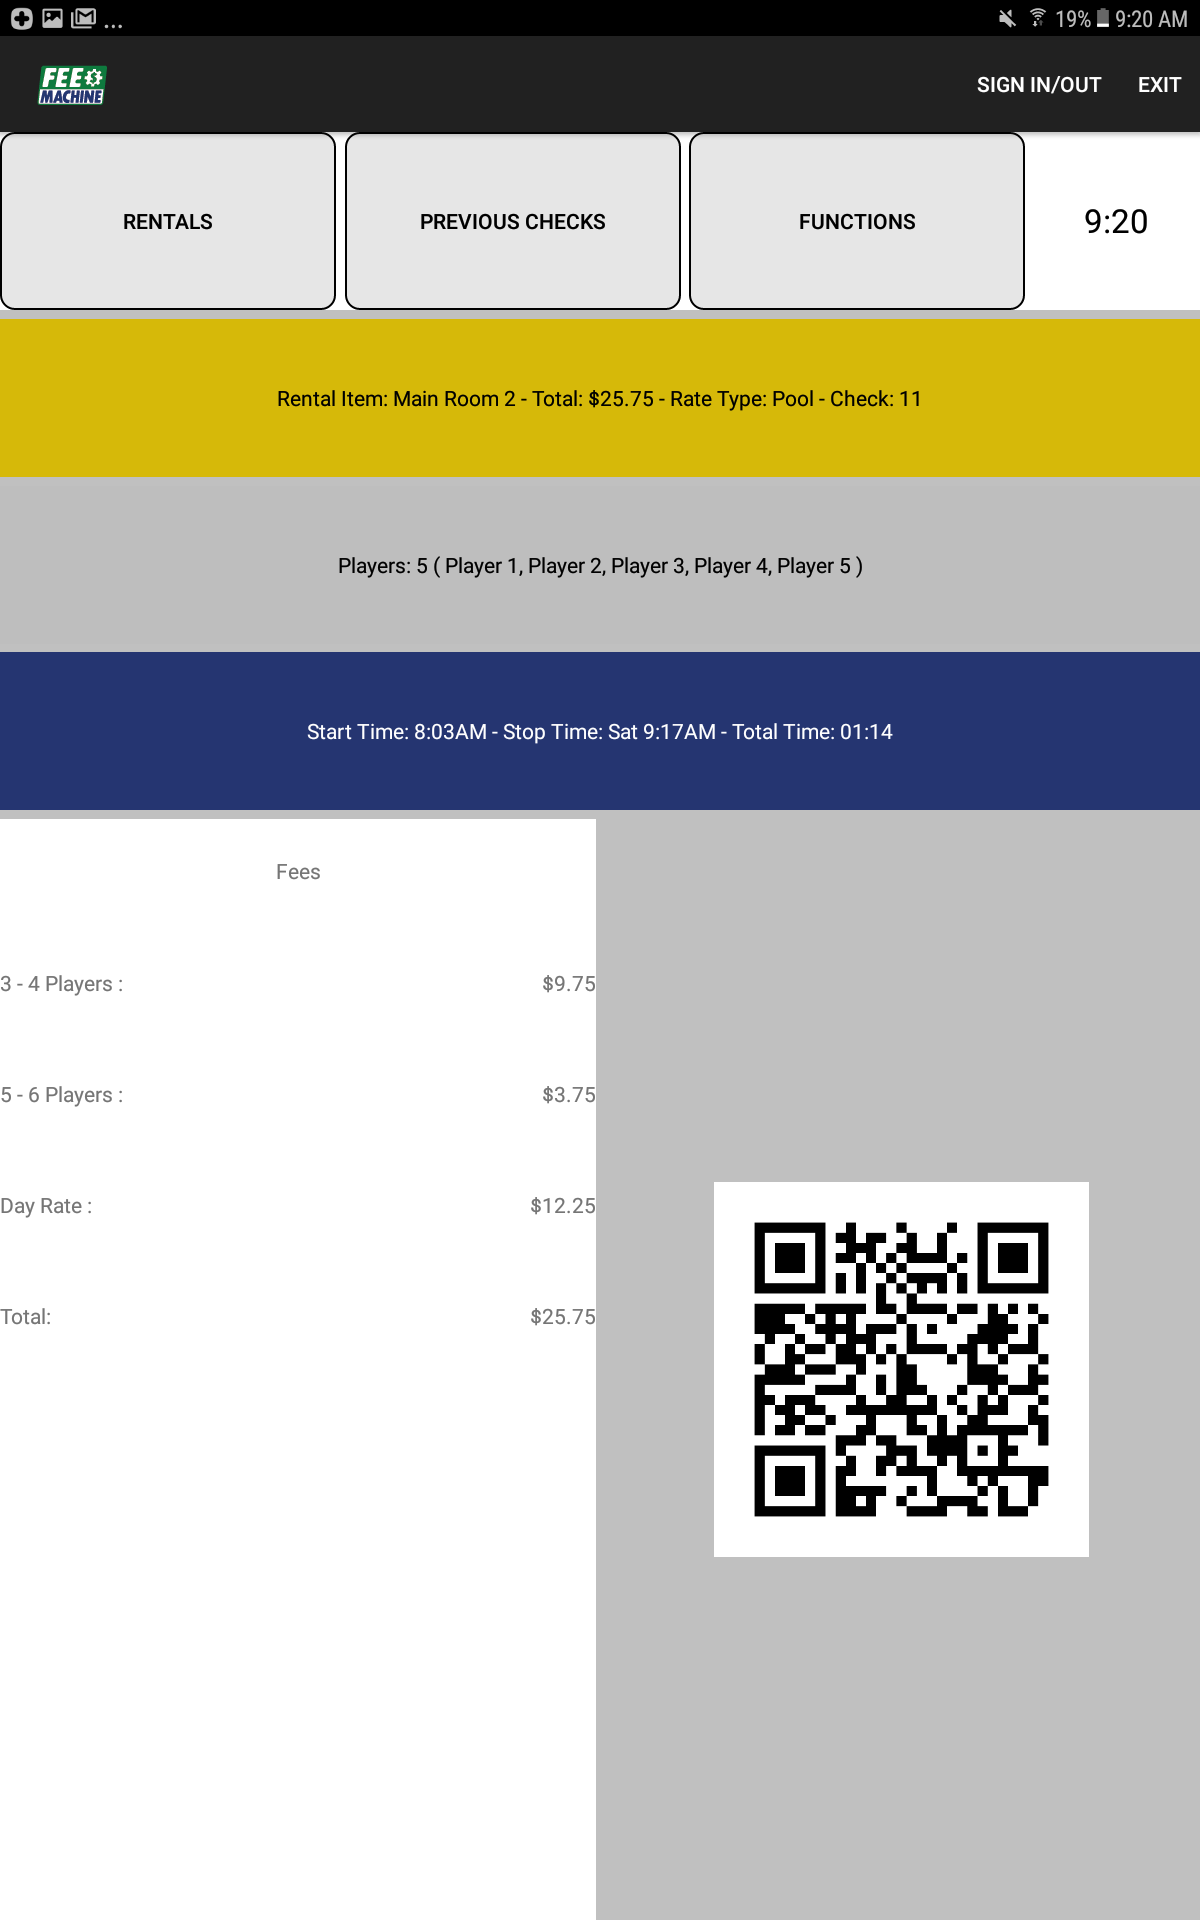 ... 19% 9:20 AM
FEE
MACHINE
SIGN IN/OUT EXIT
RENTALS PREVIOUS CHECKS FUNCTIONS 9:20
Rental Item: Main Room 2 - Total: $25.75 - Rate Type: Pool - Check: 11
Players: 5 ( Player 1, Player 2, Player 3, Player 4, Player 5 )
Start Time: 8:03AM - Stop Time: Sat 9:17AM - Total Time: 01:14
Fees
3 - 4 Players : $9.75
5 - 6 Players : $3.75
Day Rate : $12.25
Total: $25.75